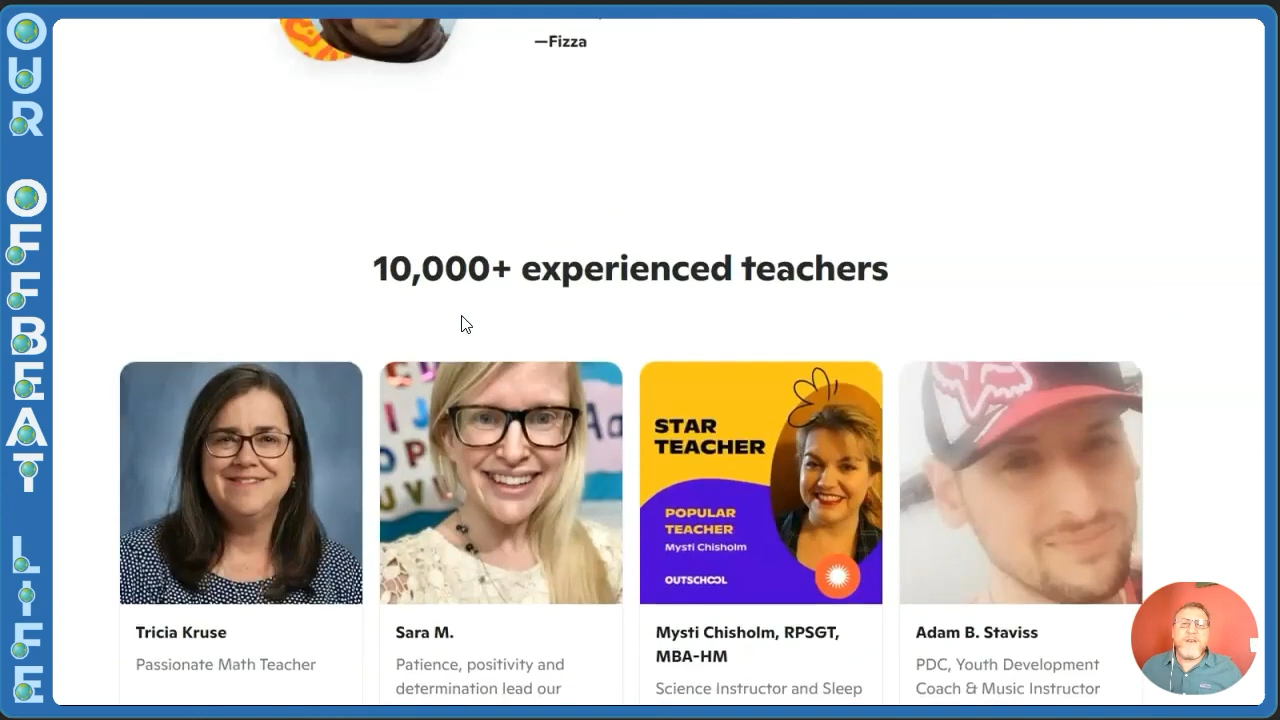 OUR OFFBEAT LIFE
—Fizza
10,000+ experienced teachers
STAR
TEACHER
POPULAR
TEACHER
Mysti Chisholm
OUTSCHOOL
Tricia Kruse
Passionate Math Teacher
Sara M.
Patience, positivity and
determination lead our
Mysti Chisholm, RPSGT,
MBA-HM
Science Instructor and Sleep
Adam B. Staviss
PDC, Youth Development
Coach & Music Instructor